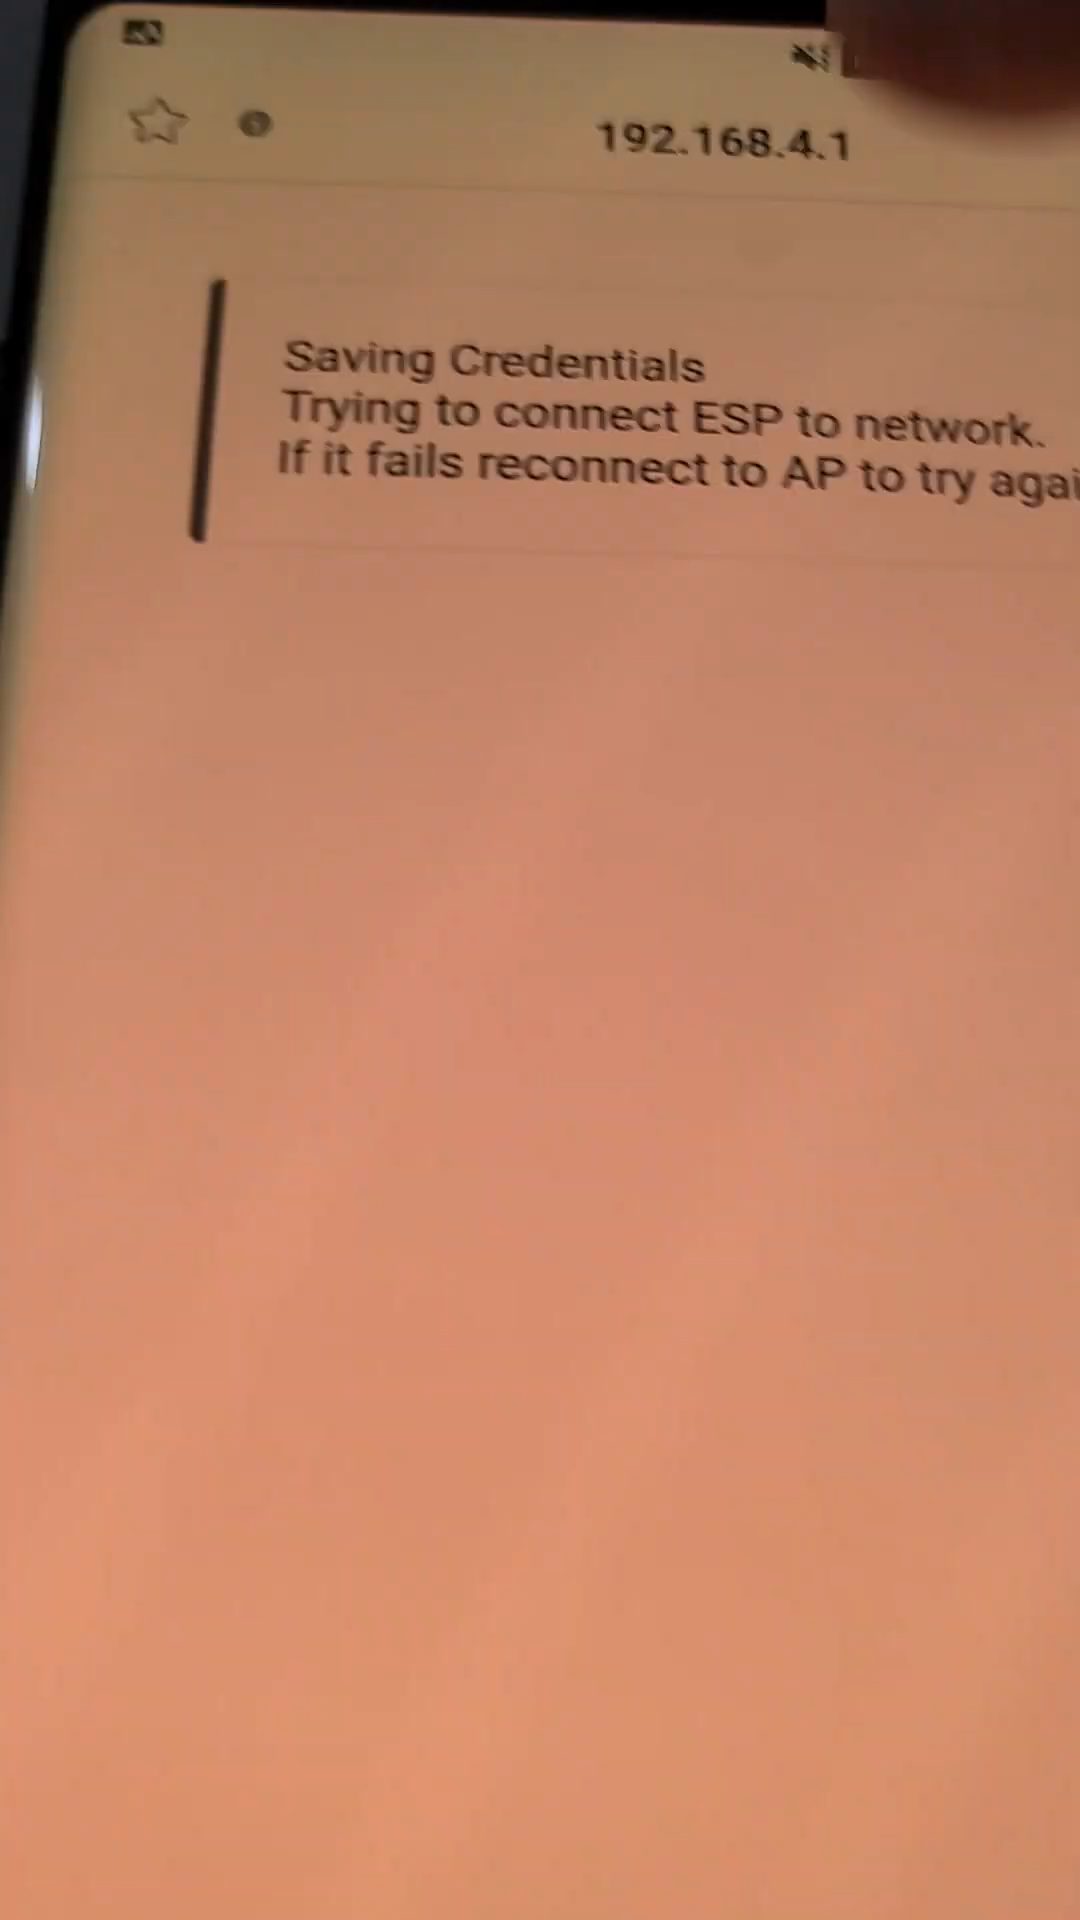 192.168.4.1
Saving Credentials
Trying to connect ESP to network.
If it fails reconnect to AP to try